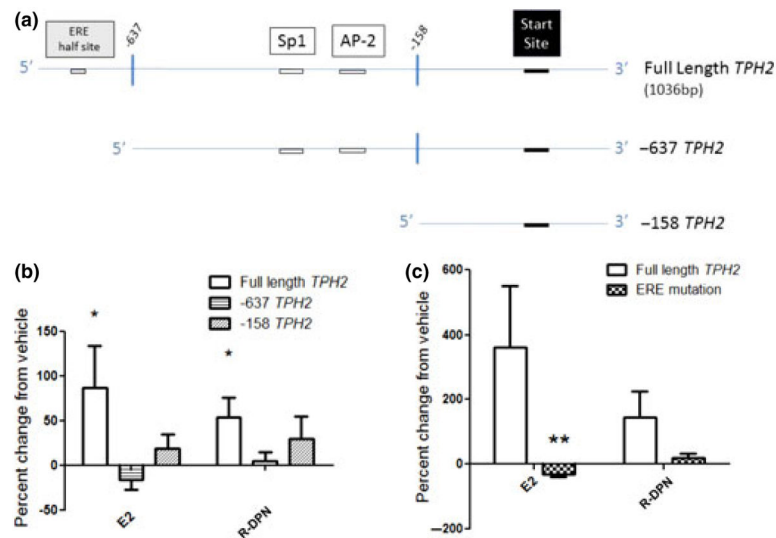 (a)
ERE
half site
-637
Sp1
AP-2
-158
Start
Site
5’
3’
Full Length TPH2
(1036bp)
5’
3’
–637 TPH2
5’
3’
–158 TPH2
(b)
Full length TPH2
-637 TPH2
-158 TPH2
Percent change from vehicle
150
100
50
0
-50
*
*
E2
R-DPN
(c)
Full length TPH2
ERE mutation
Percent change from vehicle
600
400
200
0
–200
**
E2
R-DPN